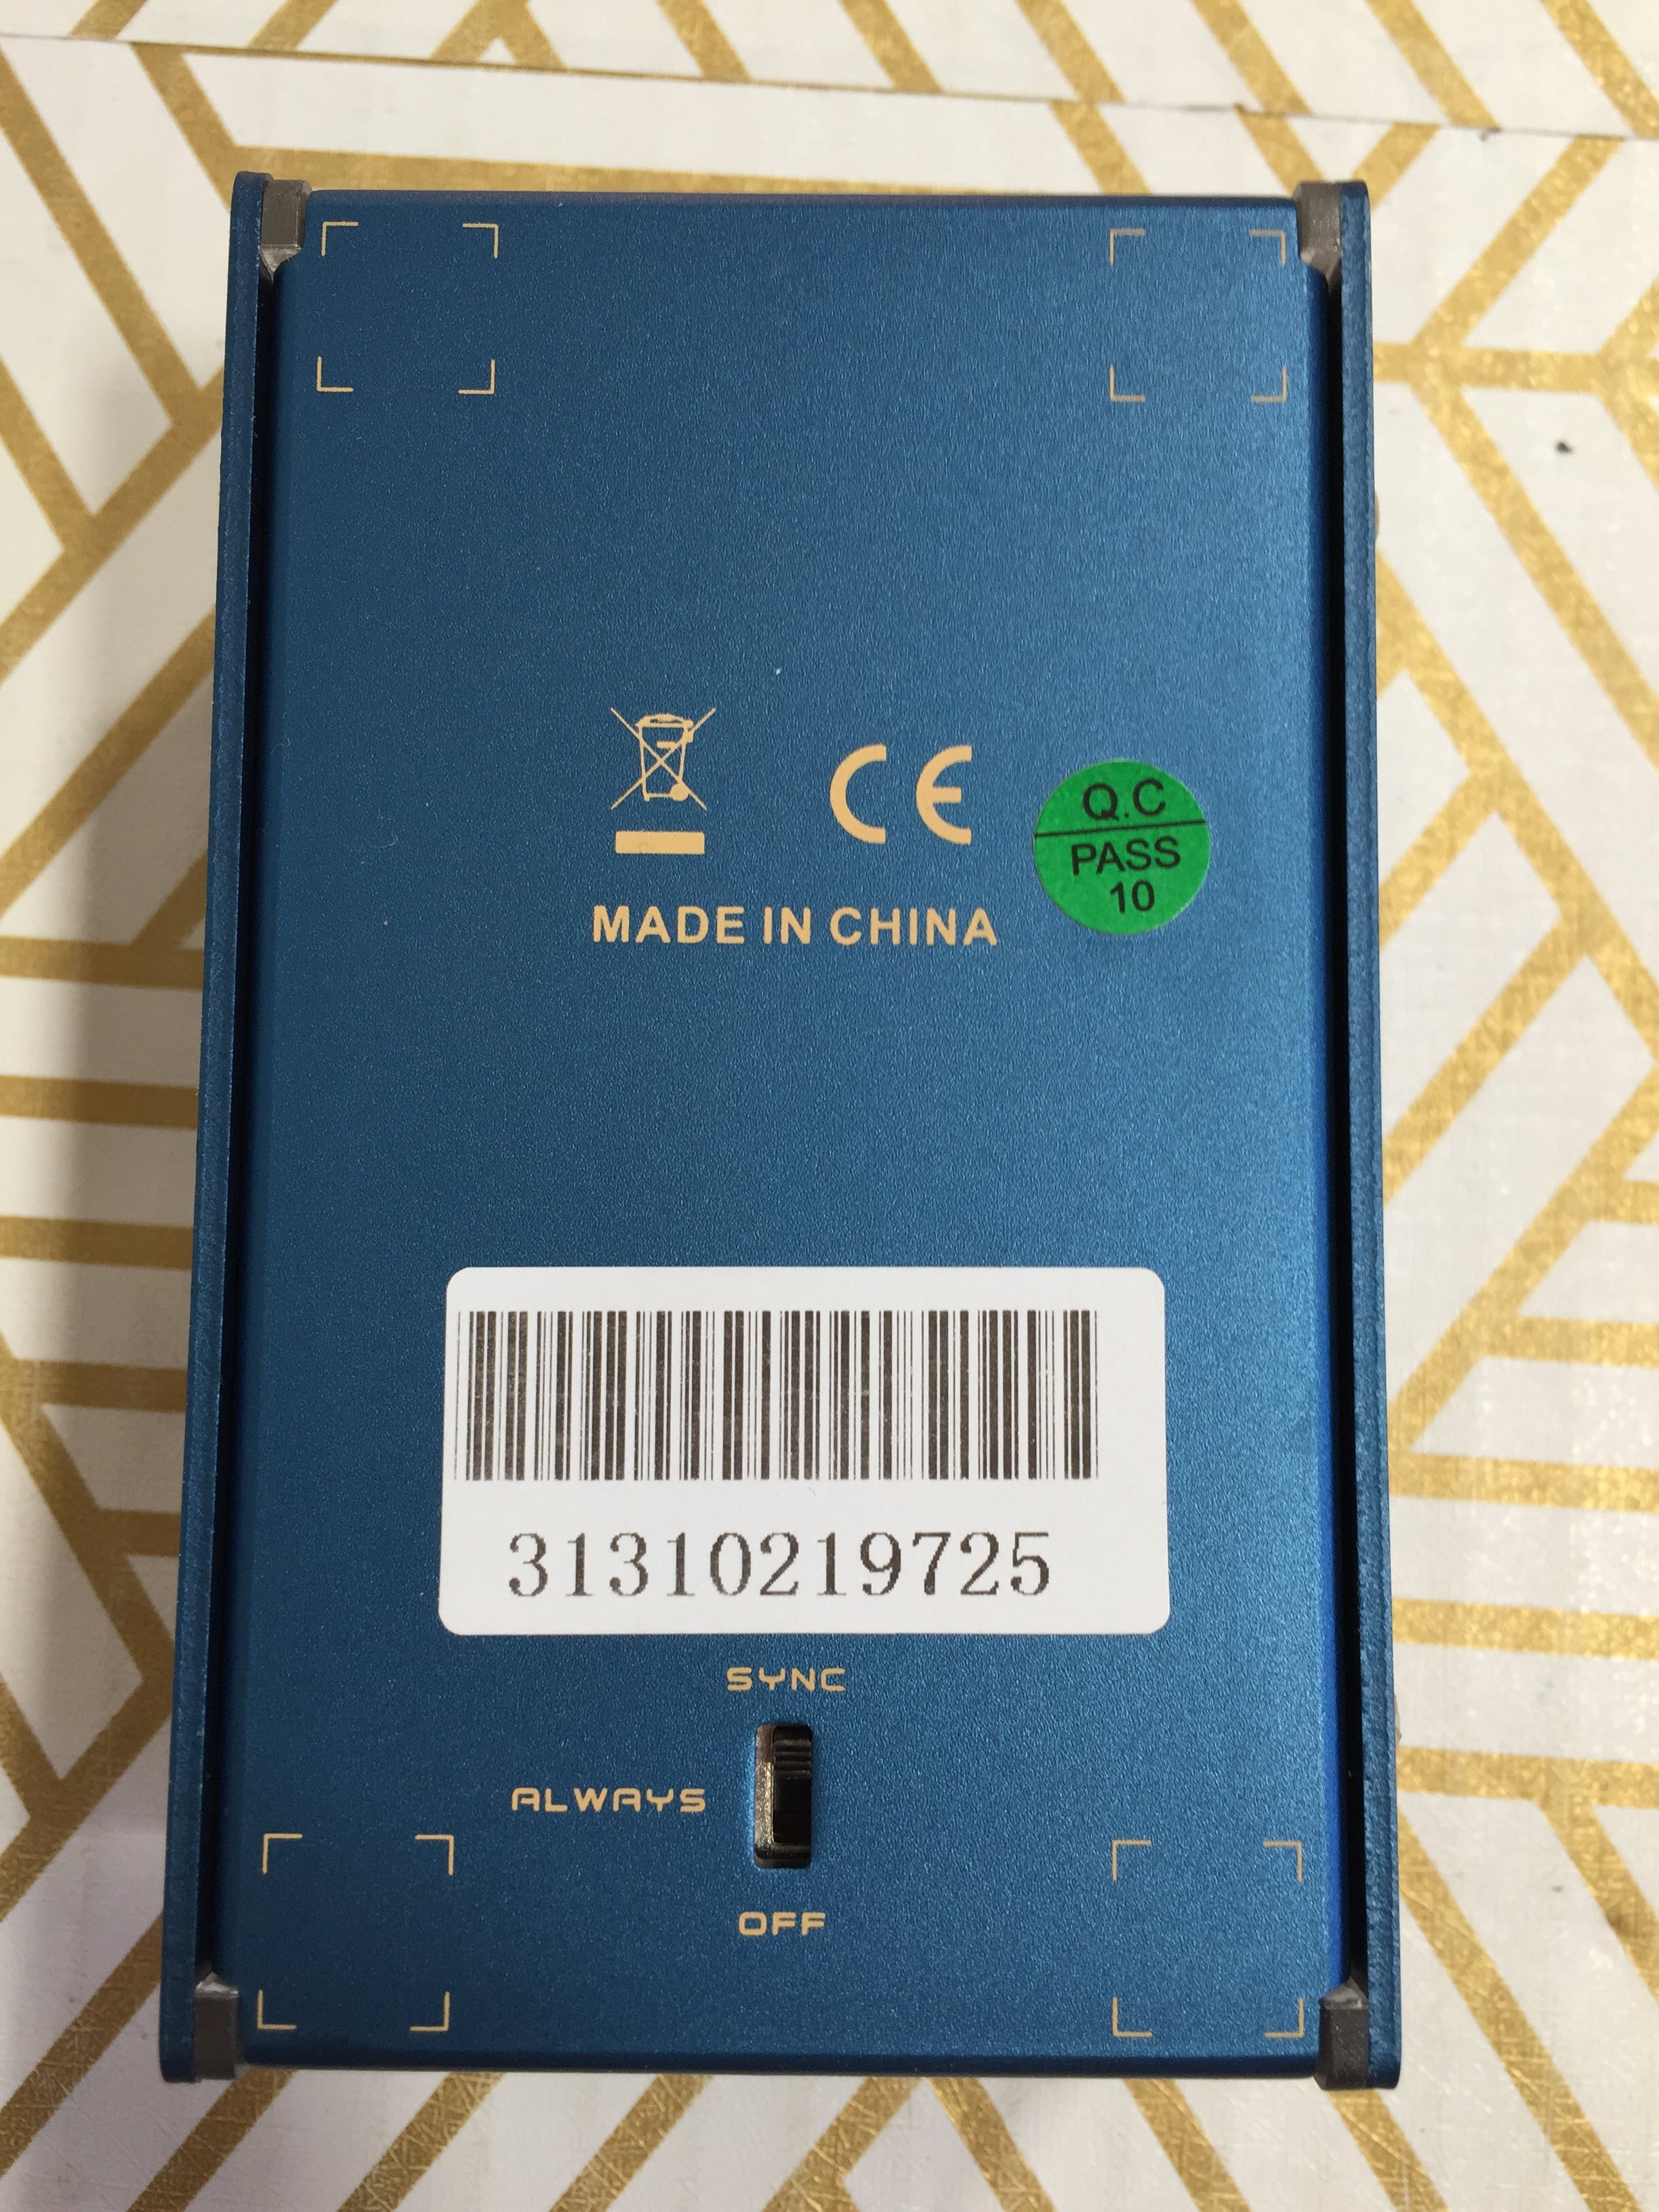 CE
Q.C
PASS
10
MADE IN CHINA
31310219725
SYNC
ALWAYS
OFF